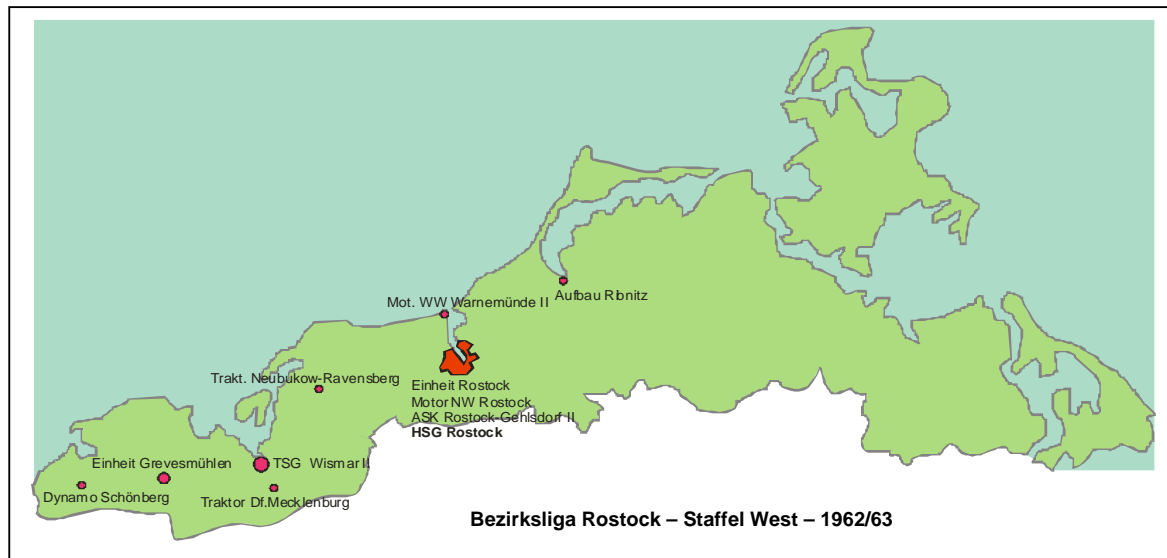 Aufbau Ribnitz
Mot. WW Warnemünde II
Trakt. Neubukow-Ravensberg
Einheit Rostock
Motor NW Rostock
ASK Rostock-Gehlsdorf II
HSG Rostock
Einheit Grevesmühlen
TSG Wismar II
Dynamo Schönberg
Traktor Df.Mecklenburg
Bezirksliga Rostock – Staffel West – 1962/63